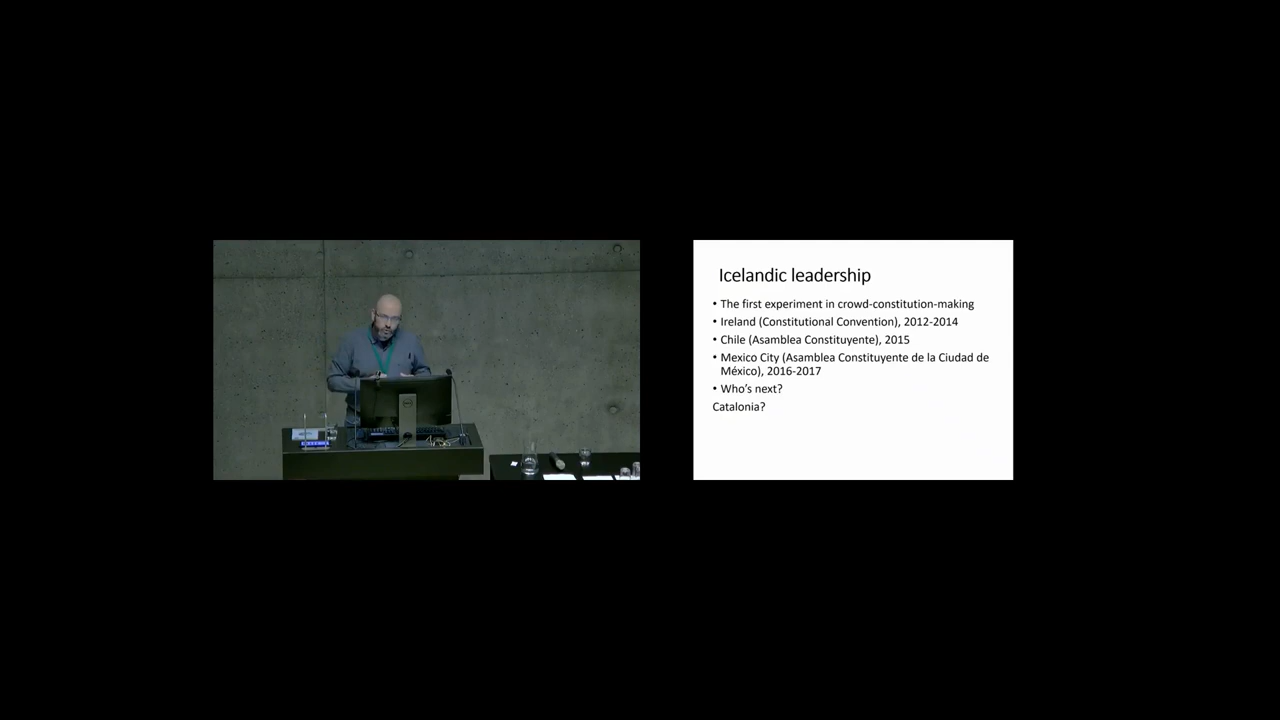 Icelandic leadership
• The first experiment in crowd-constitution-making
• Ireland (Constitutional Convention), 2012-2014
• Chile (Asamblea Constituyente), 2015
• Mexico City (Asamblea Constituyente de la Ciudad de
México), 2016-2017
• Who's next?
Catalonia?